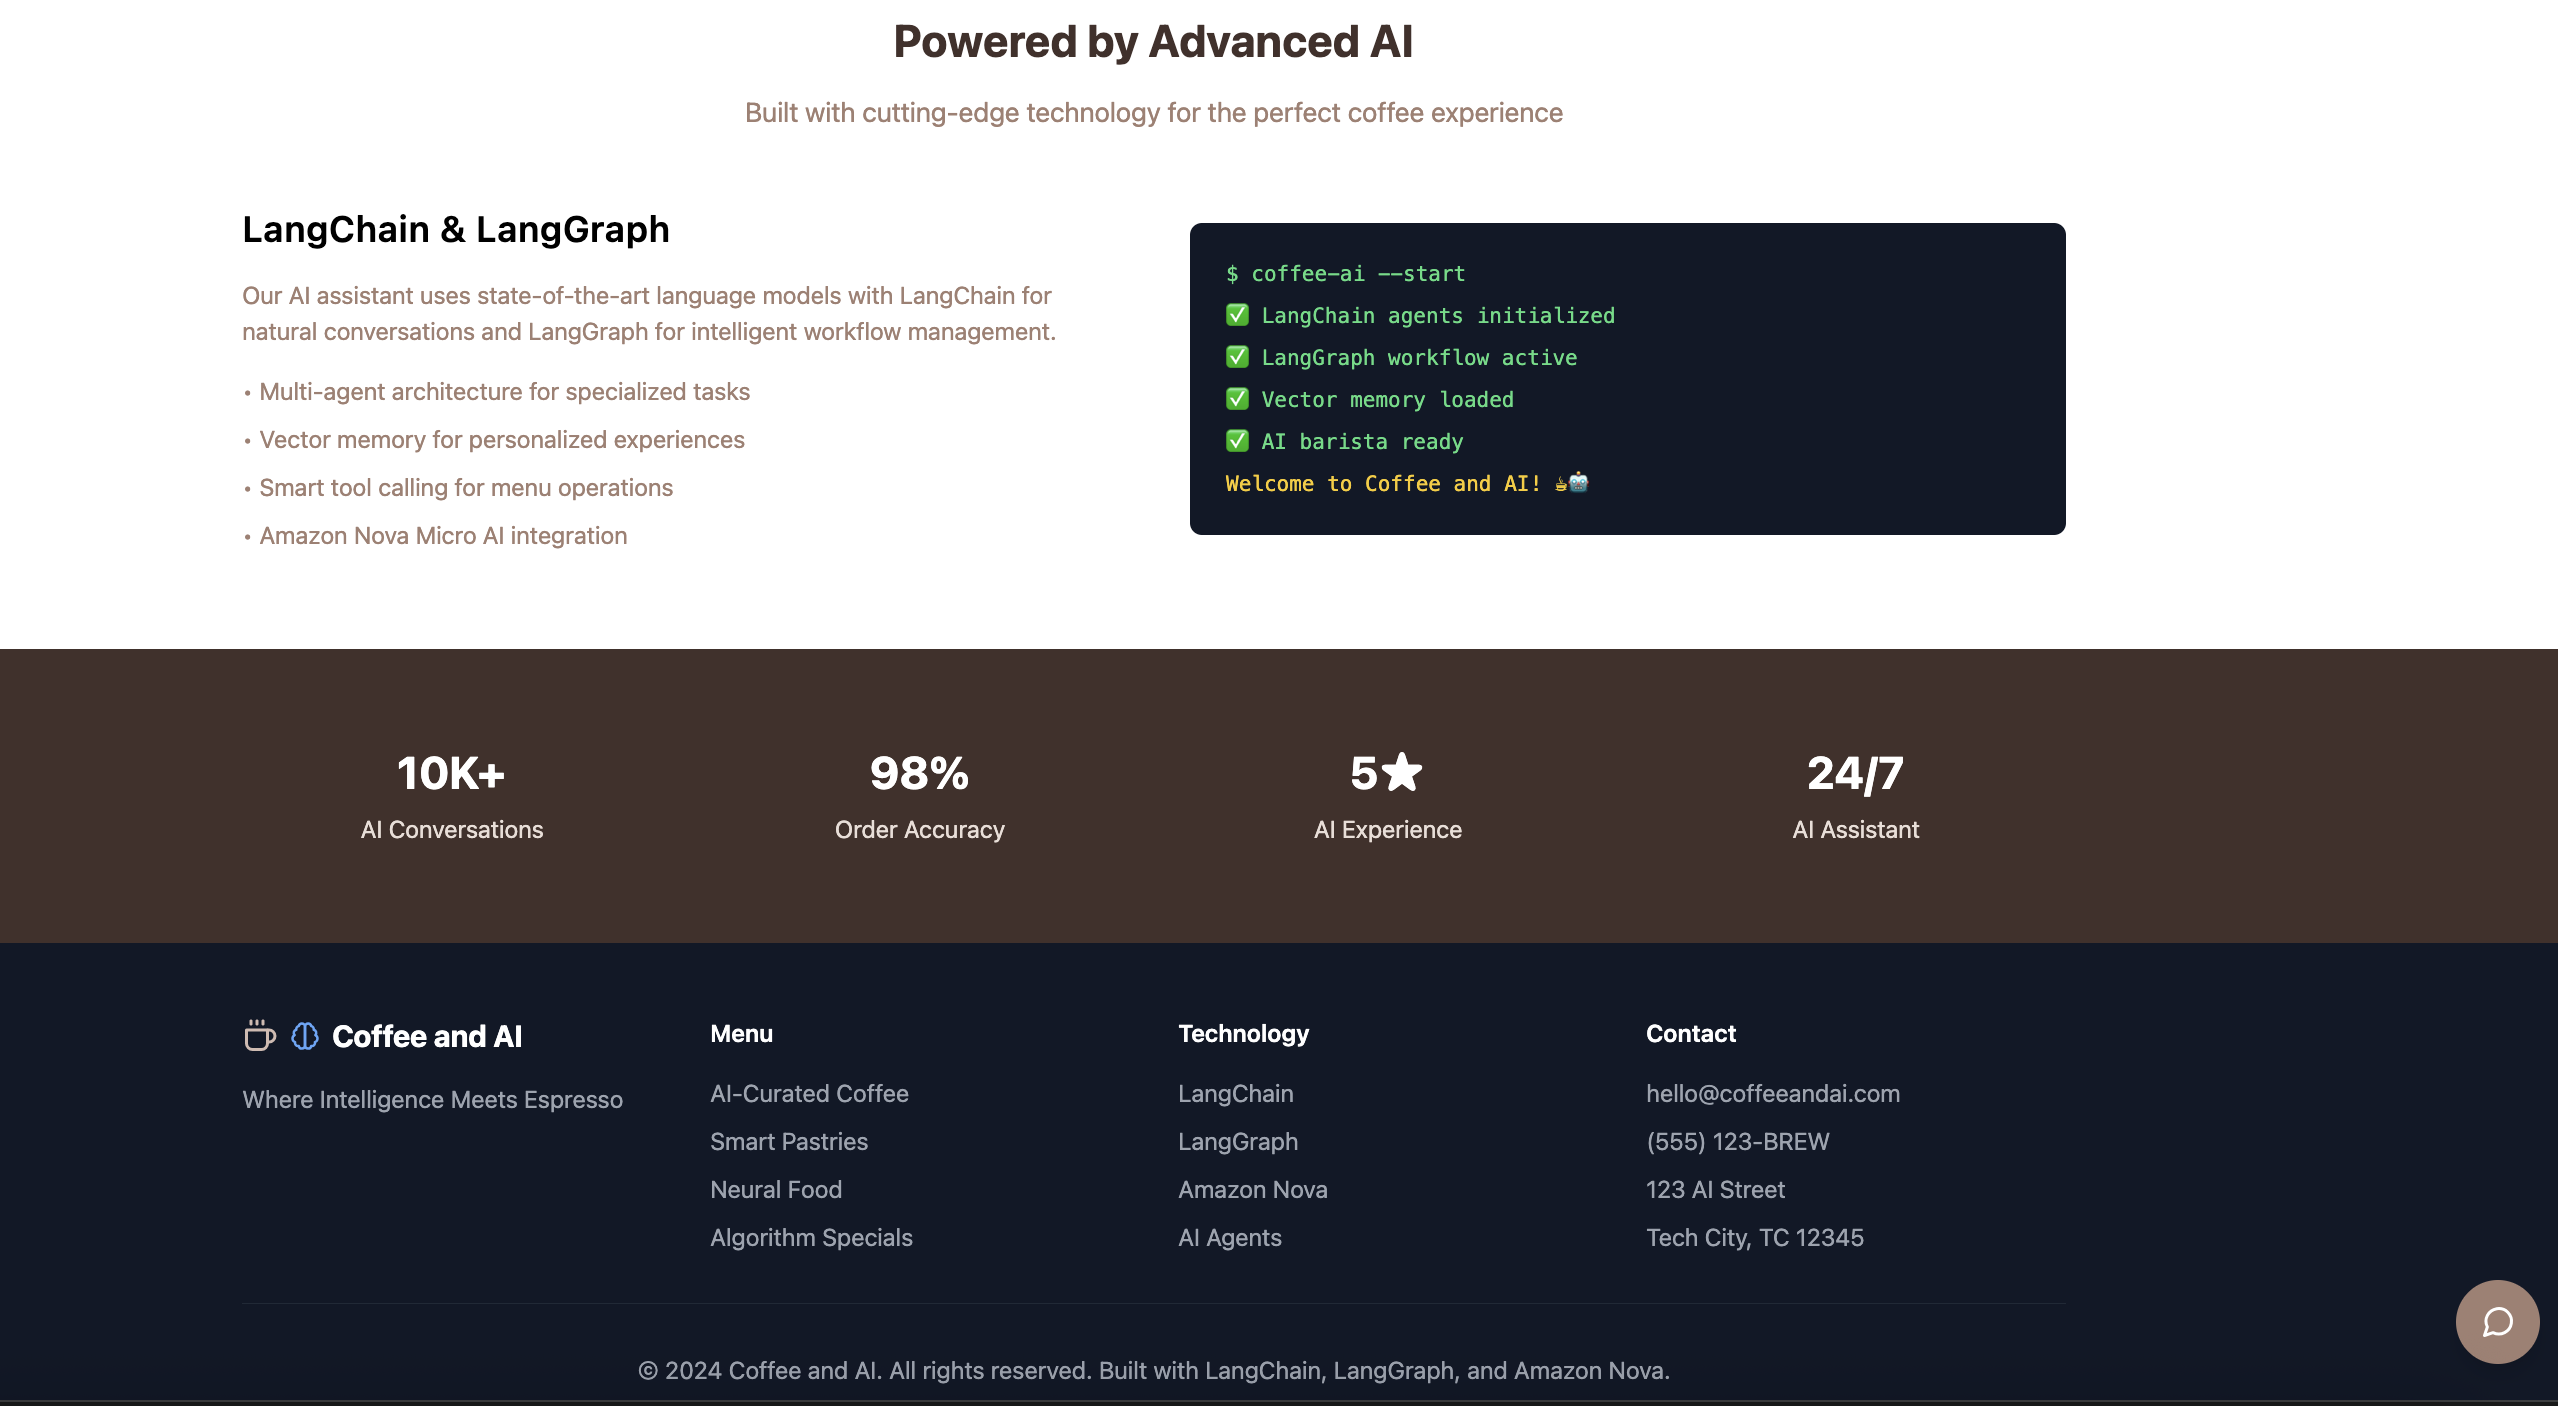 Powered by Advanced AI
Built with cutting-edge technology for the perfect coffee experience
LangChain & LangGraph
Our AI assistant uses state-of-the-art language models with LangChain for
natural conversations and LangGraph for intelligent workflow management.
• Multi-agent architecture for specialized tasks
• Vector memory for personalized experiences
• Smart tool calling for menu operations
• Amazon Nova Micro AI integration
$ coffee-ai --start
✅ LangChain agents initialized
✅ LangGraph workflow active
✅ Vector memory loaded
✅ AI barista ready
Welcome to Coffee and AI! ☕🤖
10K+
AI Conversations
98%
Order Accuracy
5★
AI Experience
24/7
AI Assistant
Coffee and AI
Where Intelligence Meets Espresso
Menu
AI-Curated Coffee
Smart Pastries
Neural Food
Algorithm Specials
Technology
LangChain
LangGraph
Amazon Nova
AI Agents
Contact
hello@coffeeandai.com
(555) 123-BREW
123 AI Street
Tech City, TC 12345
© 2024 Coffee and AI. All rights reserved. Built with LangChain, LangGraph, and Amazon Nova.